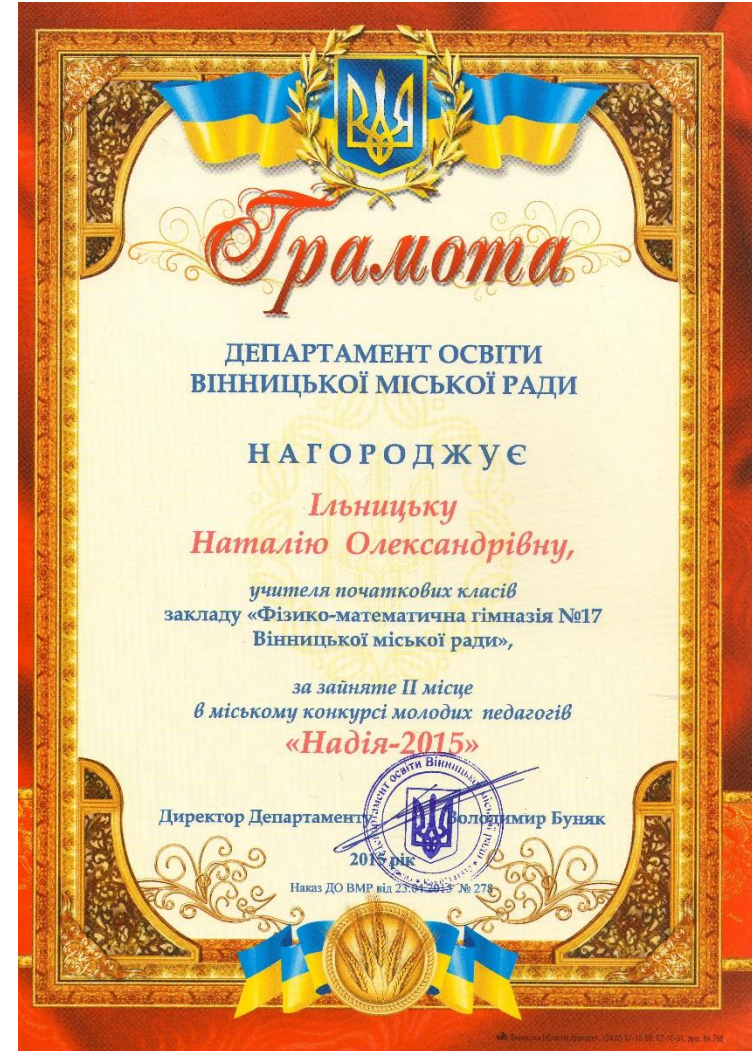 Грамота
ДЕПАРТАМЕНТ ОСВІТИ
ВІННИЦЬКОЇ МІСЬКОЇ РАДИ
НАГОРОДЖУЄ
Ільницьку
Наталію Олександрівну,
учителя початкових класів
закладу «Фізико-математична гімназія №17
Вінницької міської ради»,
за зайняте ІІ місце
в міському конкурсі молодих педагогів
«Надія-2015»
Директор Департаменту Володимир Буняк
2015 рік
Наказ ДО ВМР від 23.04.2015 № 278